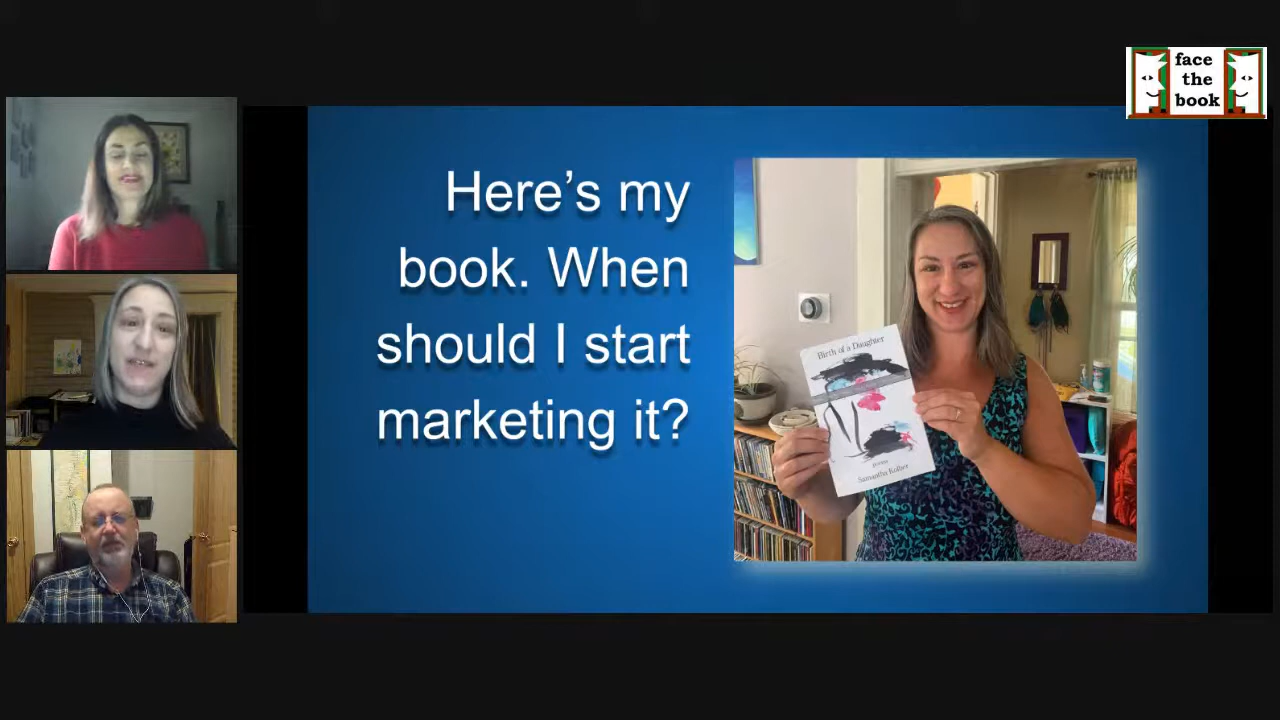 face
the
book
Here's my
book. When
should I start
marketing it?
Birth of a Daughter
poems
Samantha Kolber